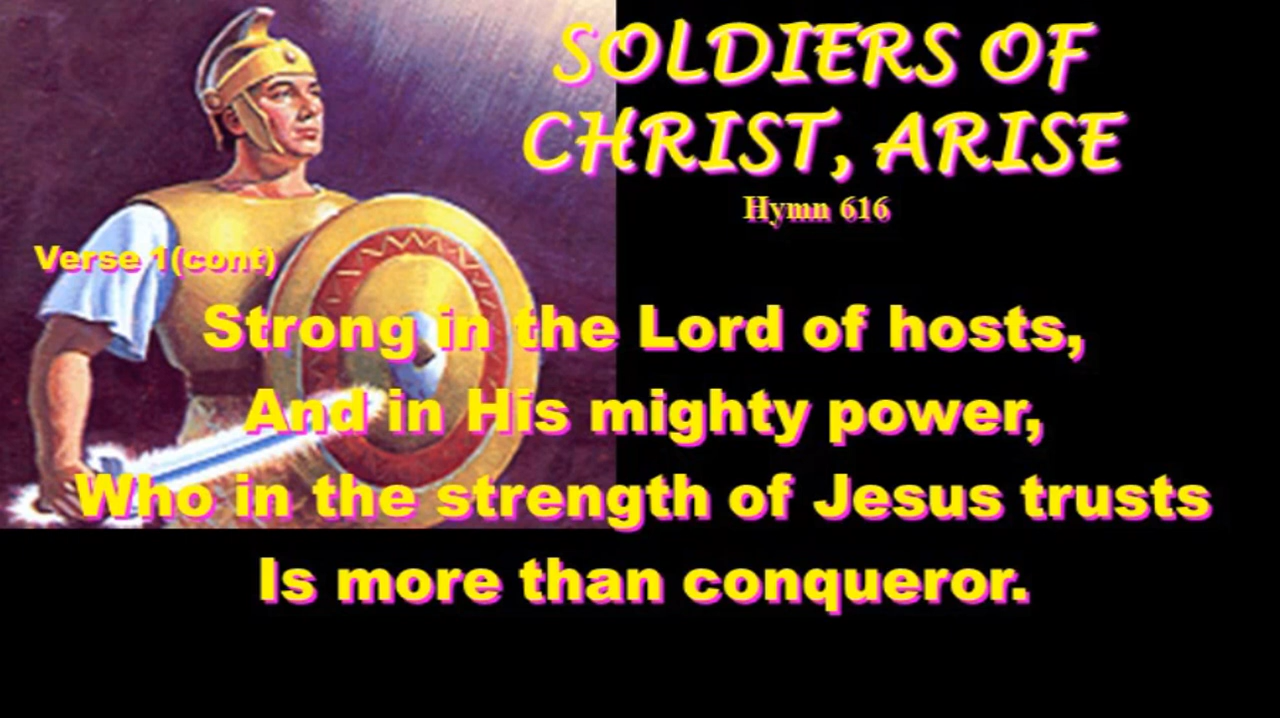 SOLDIERS OF
CHRIST, ARISE
Hymn 616
Verse 1(cont)
Strong in the Lord of hosts,
And in His mighty power,
Who in the strength of Jesus trusts
Is more than conqueror.